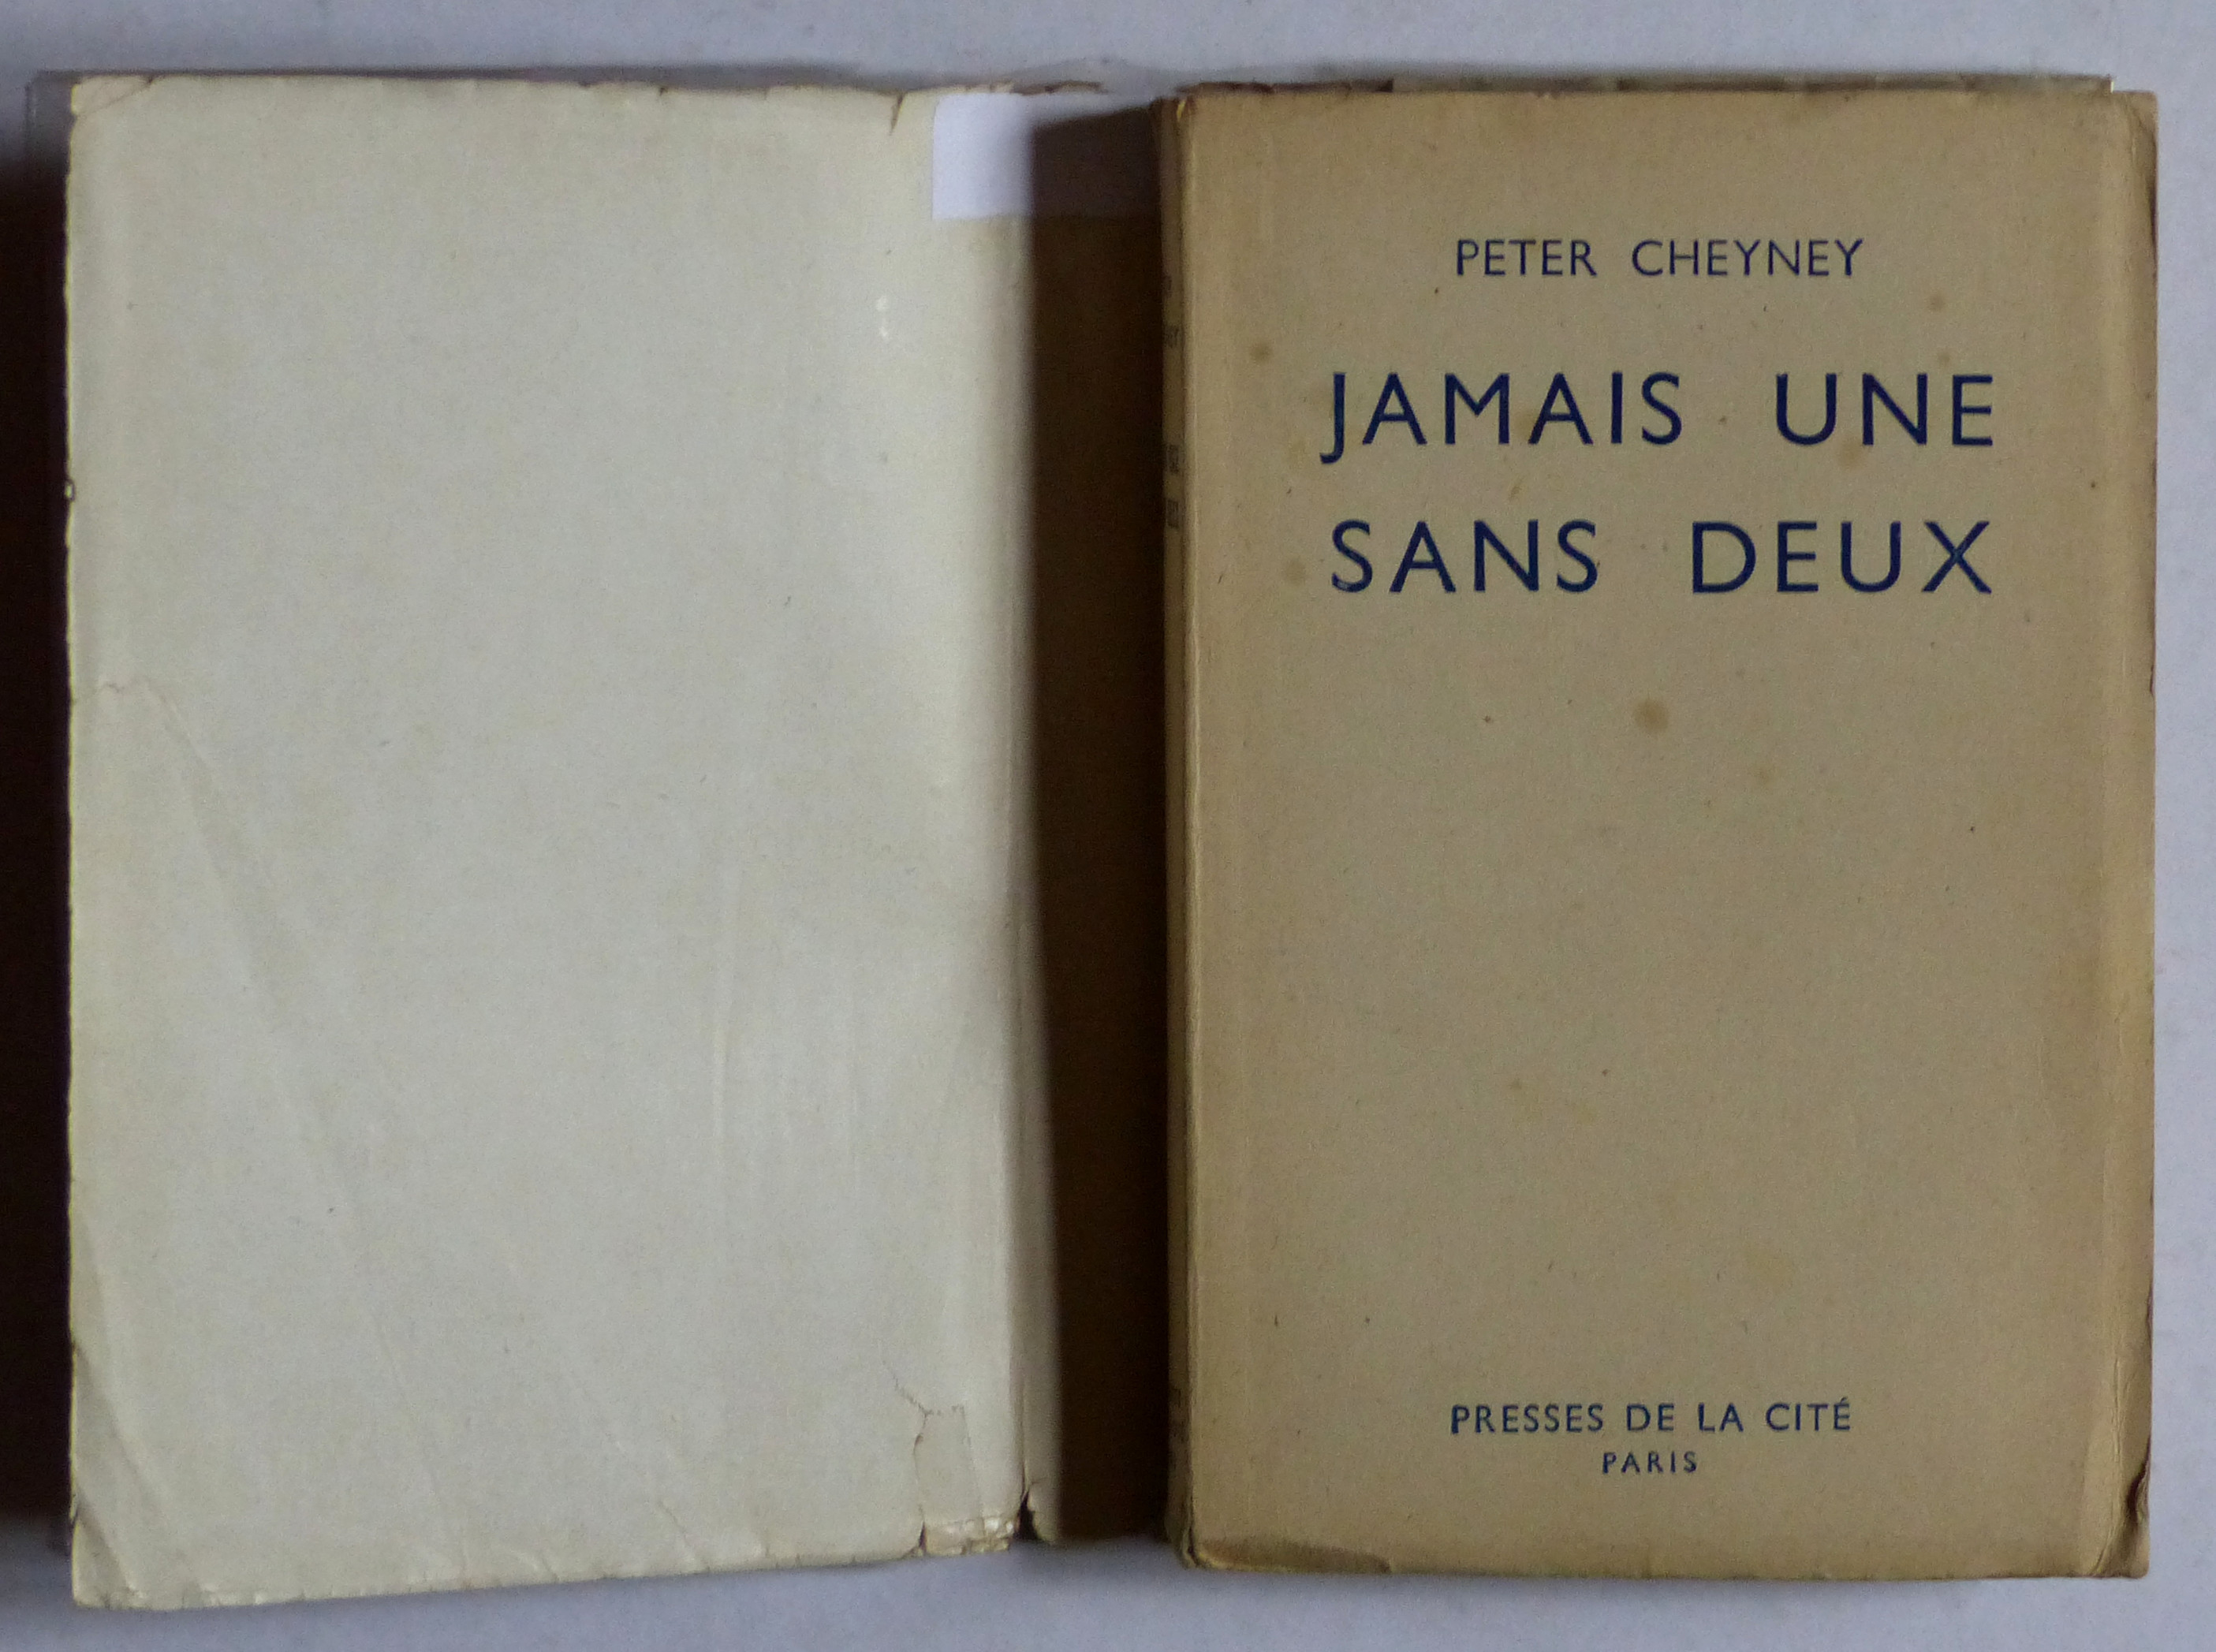 PETER CHEYNEY
JAMAIS UNE
SANS DEUX
PRESSES DE LA CITÉ
PARIS